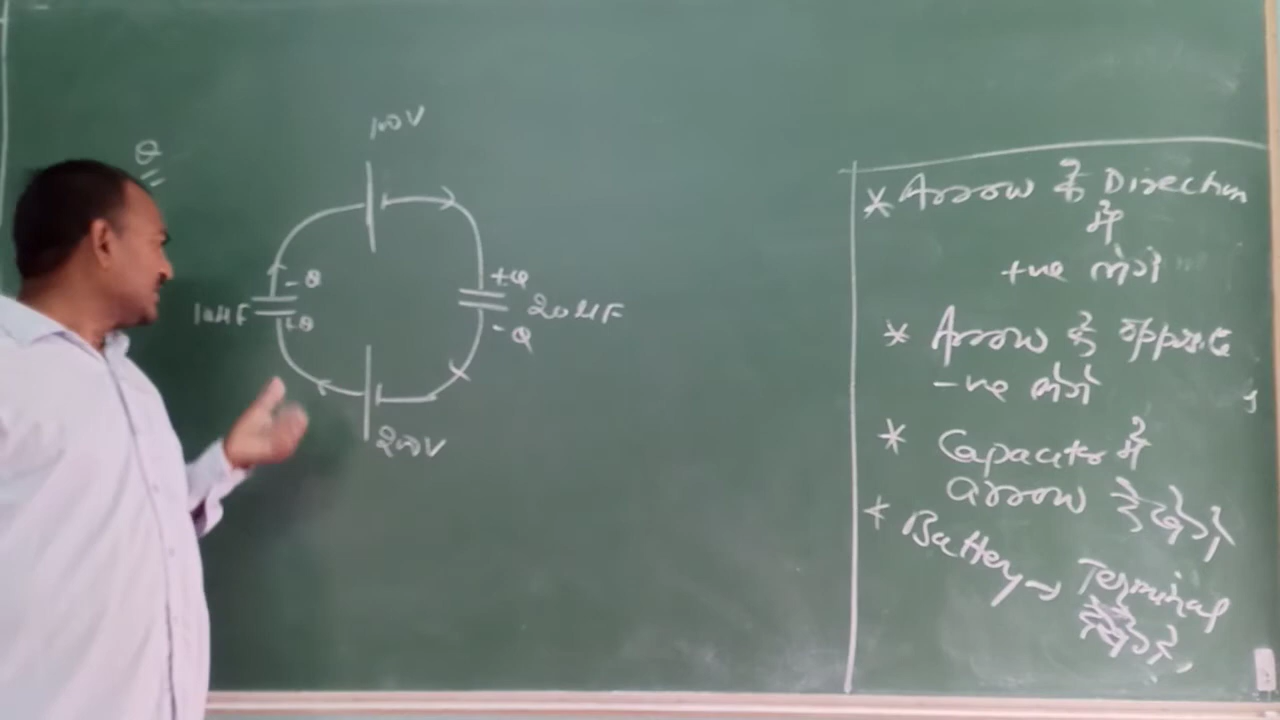 Q
=
100V
-Q
+Q
10μF
+Q
20μF
-Q
200V
* Arrow की Direction
में
+ve लेंगे
* Arrow के opposite
-ve लेंगे
* Capacitor में
arrow
* Battery → Terminal